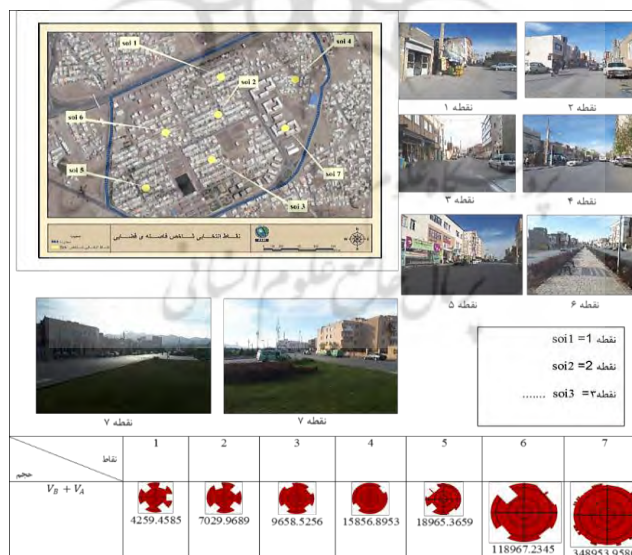 soi 1
soi 4
soi 2
soi 6
soi 5
soi 7
soi 3
نقاط انتخابی شاخص فاصله ی فضایی
نقطه ۱
نقطه ۲
نقطه ۳
نقطه ۴
نقطه ۵
نقطه ۶
نقطه ۷
نقطه ۷
نقطه 1= soi1
نقطه 2= soi2
نقطه ۳= soi3 .......
نقاط
حجم
1 2 3 4 5 6 7
V_B + V_A
4259.4585 7029.9689 9658.5256 15856.8953 18965.3659 118967.2345